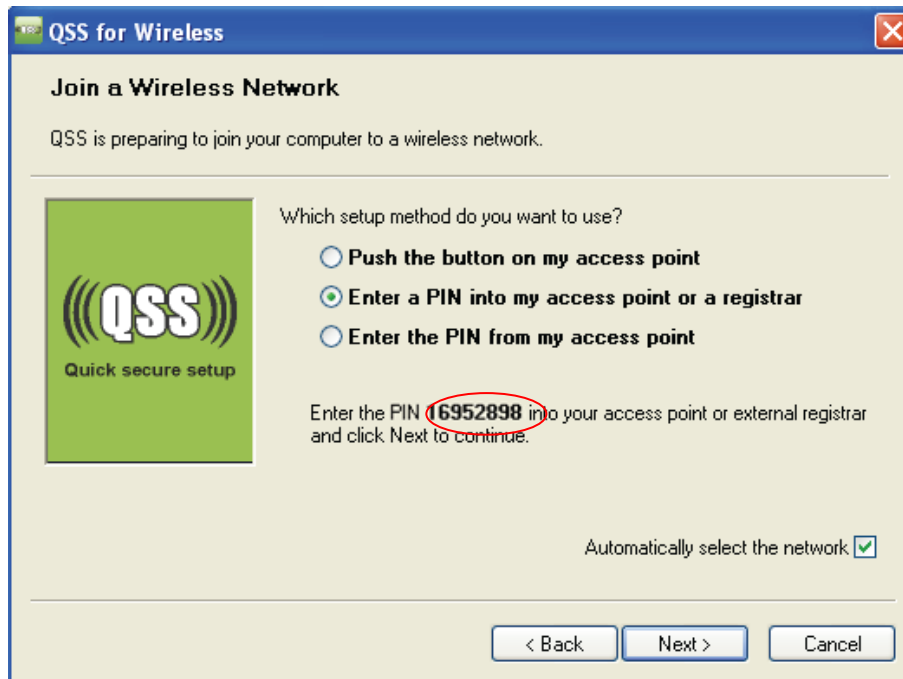 QSS for Wireless
Join a Wireless Network
QSS is preparing to join your computer to a wireless network.
Which setup method do you want to use?
Push the button on my access point
Enter a PIN into my access point or a registrar
Enter the PIN from my access point
(((QSS)))
Quick secure setup
Enter the PIN 16952898 into your access point or external registrar
and click Next to continue.
Automatically select the network
< Back
Next >
Cancel